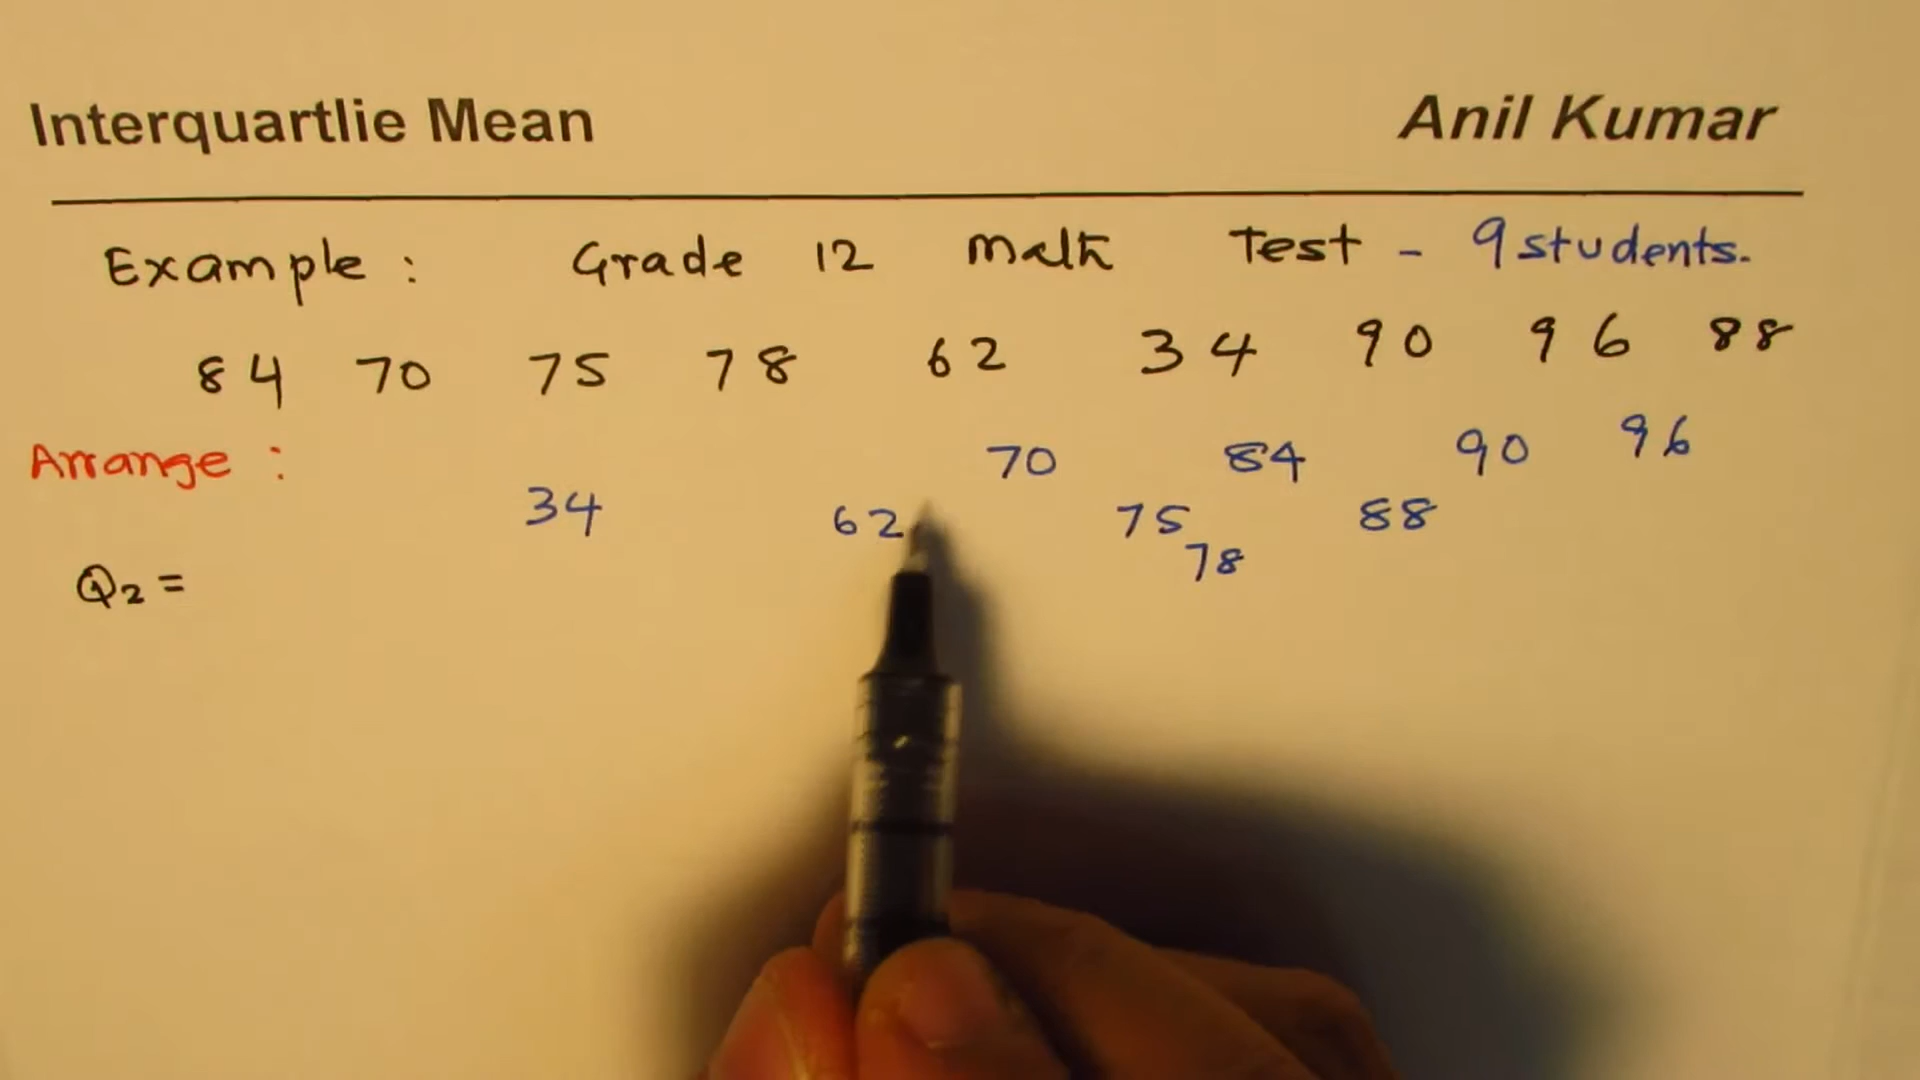 Interquartlie Mean Anil Kumar
Example : Grade 12 Math Test - 9 students.
84 70 75 78 62 34 90 96 88
Arrange : 70 84 90 96
34 62 75 88
78
Q₂ =